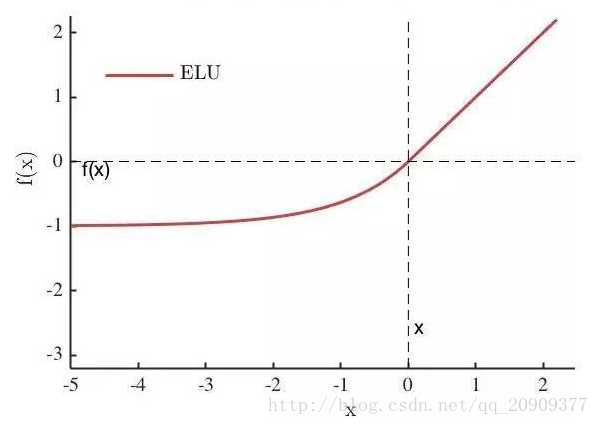 2
ELU
1
f(x)
0
f(x)
-1
-2
x
-3
-5 -4 -3 -2 -1 0 1 2
http://blog.csdn.net/qq_20909377
x